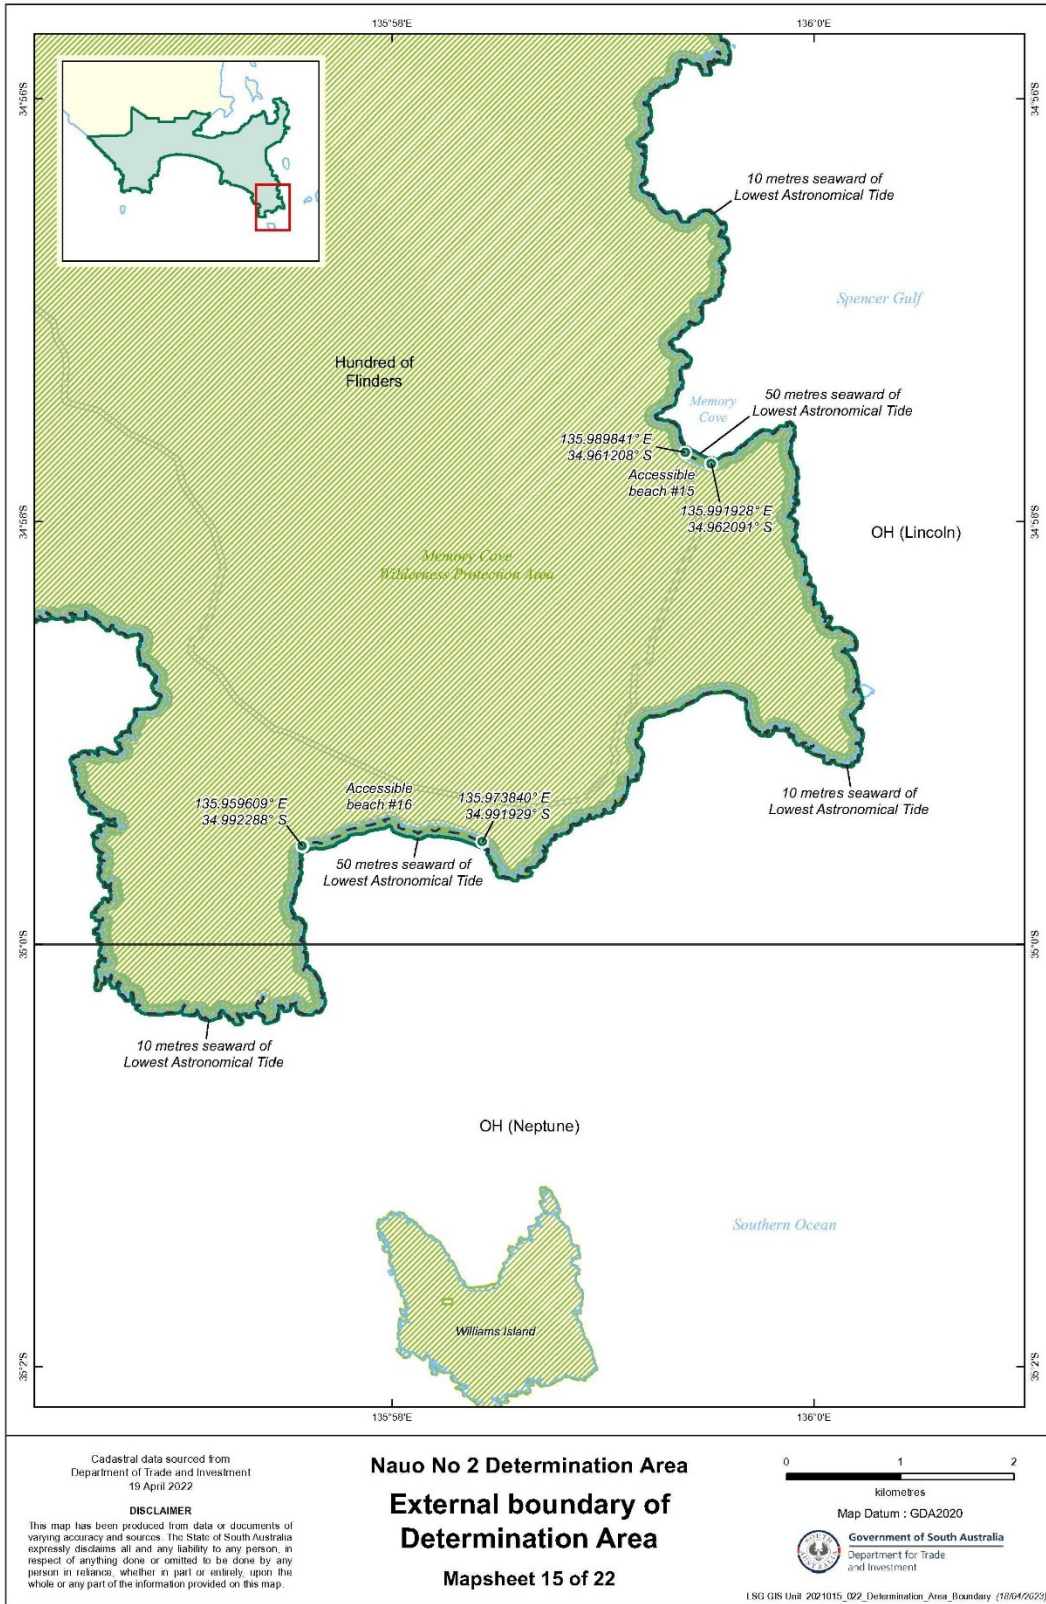 135°58'E
136°0'E
34°56'S
34°56'S
10 metres seaward of
Lowest Astronomical Tide
Spencer Gulf
Hundred of
Flinders
50 metres seaward of
Lowest Astronomical Tide
Memory
Cove
135.989841° E
34.961208° S
Accessible
beach #15
135.991928° E
34.962091° S
34°58'S
34°58'S
OH (Lincoln)
Memory Cove
Wilderness Protection Area
10 metres seaward of
Lowest Astronomical Tide
Accessible
beach #16
135.959609° E
34.992288° S
135.973840° E
34.991929° S
50 metres seaward of
Lowest Astronomical Tide
35°0'S
35°0'S
10 metres seaward of
Lowest Astronomical Tide
OH (Neptune)
Southern Ocean
Williams Island
35°2'S
35°2'S
135°58'E
136°0'E
Cadastral data sourced from
Department of Trade and Investment
19 April 2022
DISCLAIMER
This map has been produced from data or documents of
varying accuracy and sources. The State of South Australia
expressly disclaims all and any liability to any person, in
respect of anything done or omitted to be done by any
person in reliance, whether in part or entirely, upon the
whole or any part of the information provided on this map.
Nauo No 2 Determination Area
External boundary of
Determination Area
Mapsheet 15 of 22
0 1 2
kilometres
Map Datum : GDA2020
SOUTH AUSTRALIA
Government of South Australia
Department for Trade
and Investment
LSG GIS Unit 2021015_022_Determination_Area_Boundary (18/04/2023)